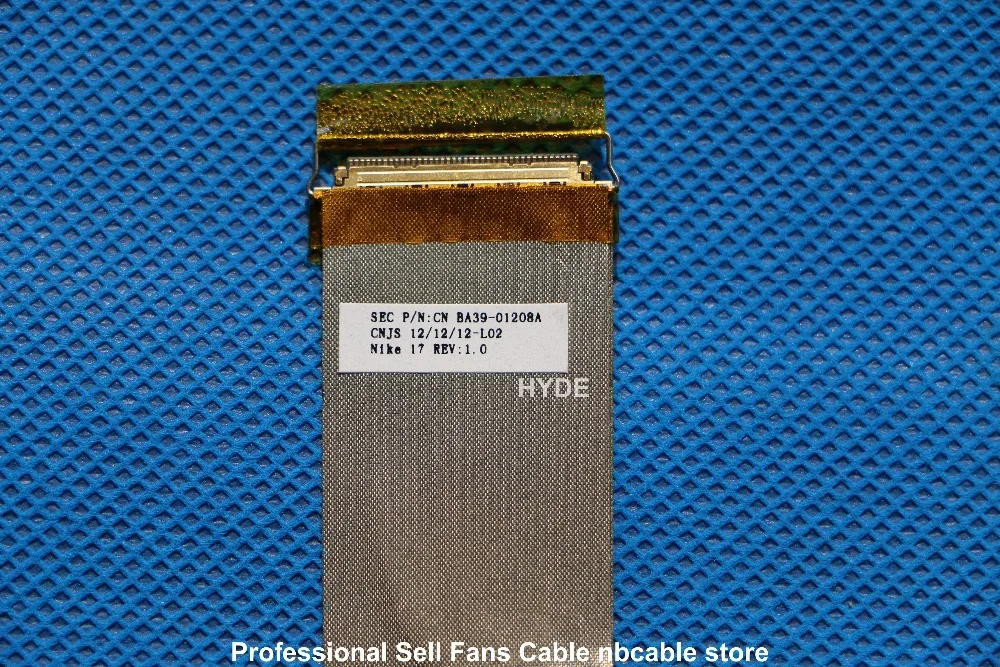 SEC P/N:CN BA39-01208A
CNJS 12/12/12-L02
Nike 17 REV:1.0
HYDE
Professional Sell Fans Cable nbcable store